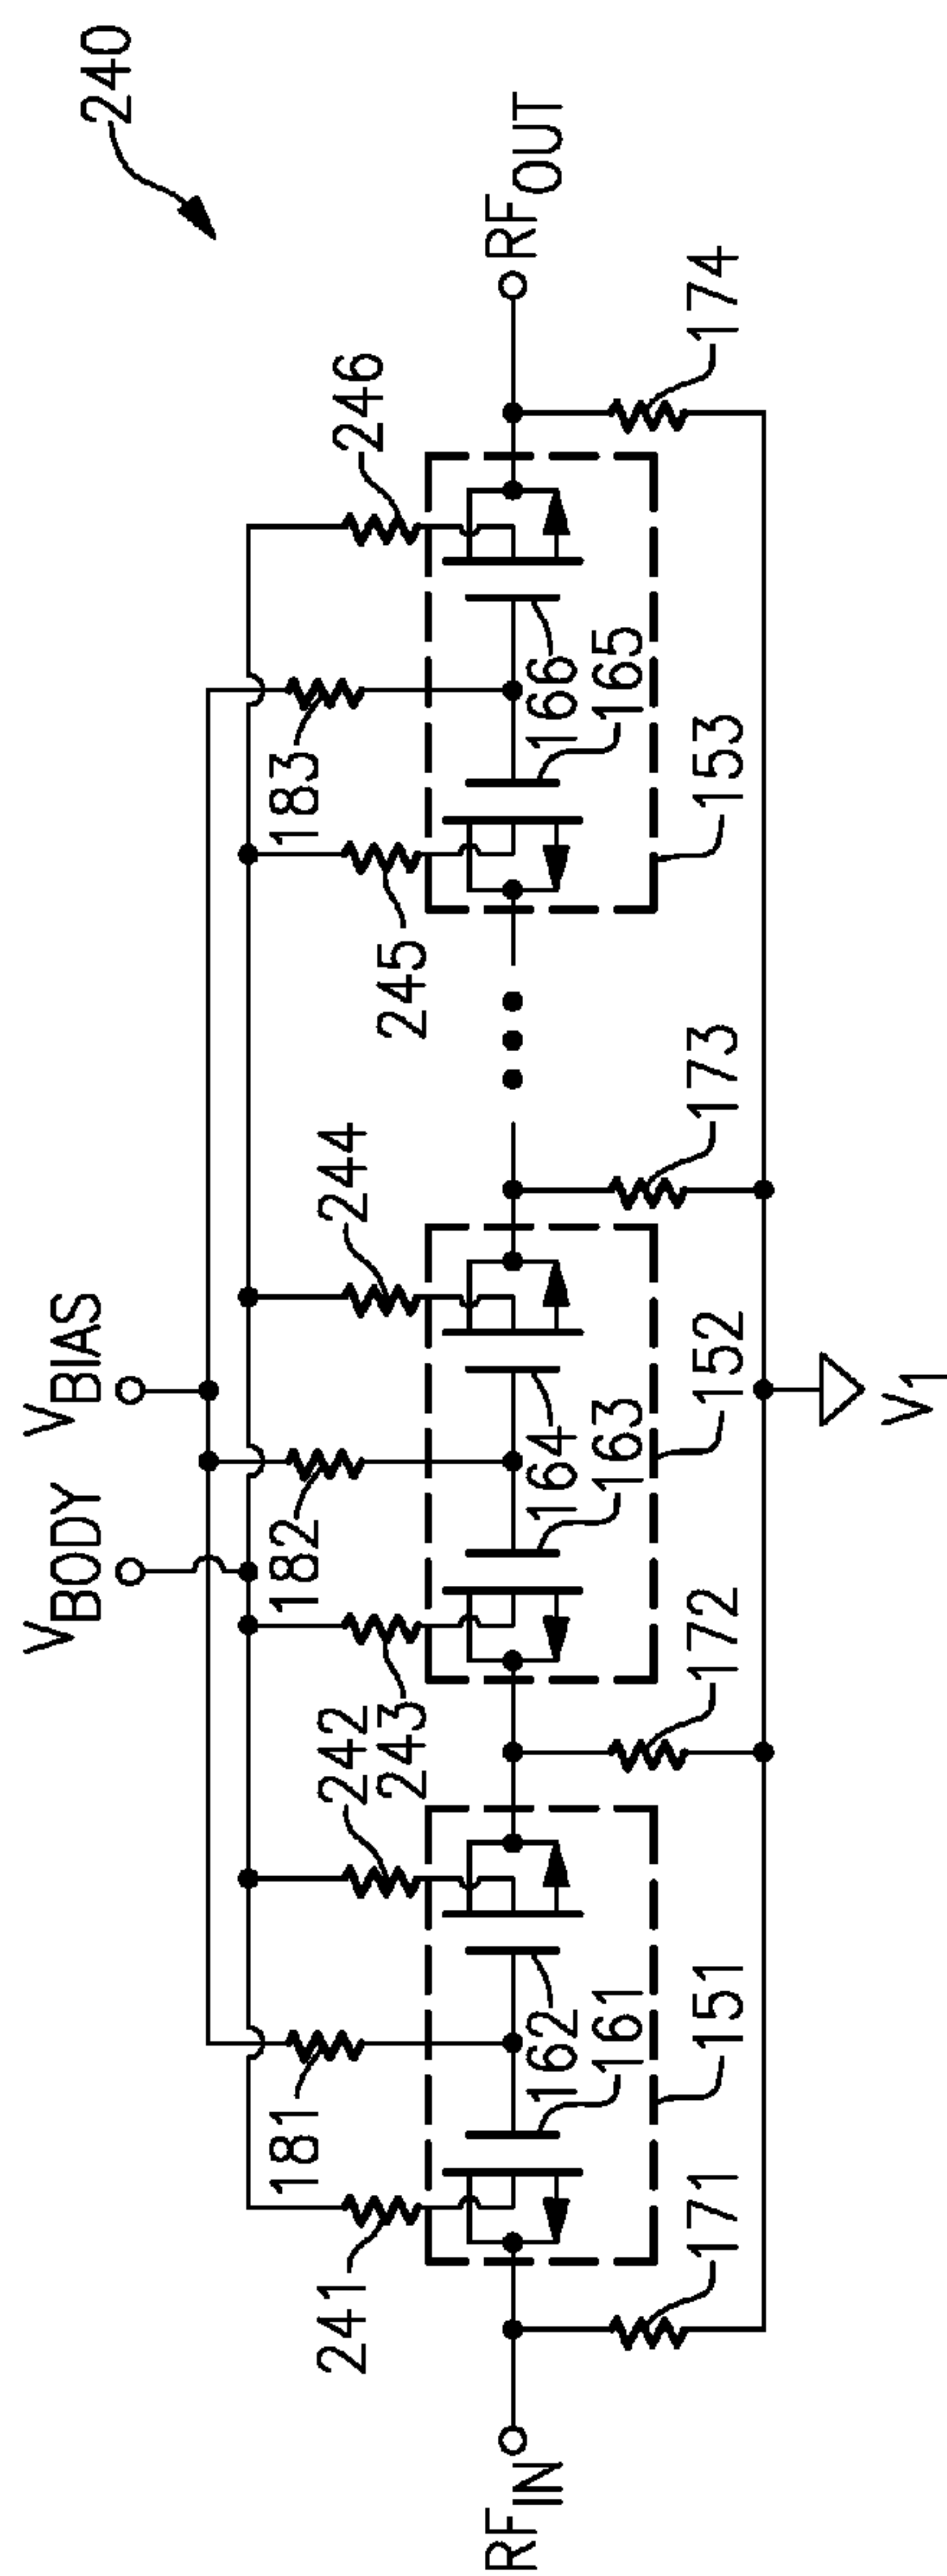 240
V_BODY V_BIAS
241 181 242 243 182 244 245 183 246
RF_IN RF_OUT
162 161 164 163 166 165
171 151 172 152 173 153 174
V_1